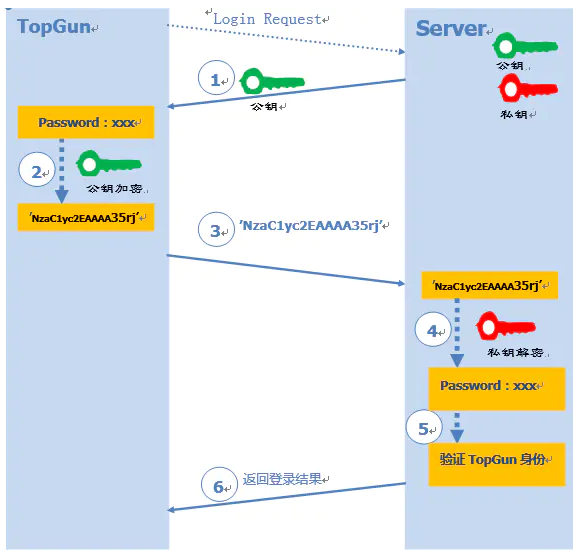 TopGun
Login Request
Server
公钥
1
公钥
私钥
Password：xxx
2
公钥加密
'NzaC1yc2EAAAA35rj'
3
'NzaC1yc2EAAAA35rj'
'NzaC1yc2EAAAA35rj'
4
私钥解密
Password：xxx
5
验证 TopGun 身份
6
返回登录结果